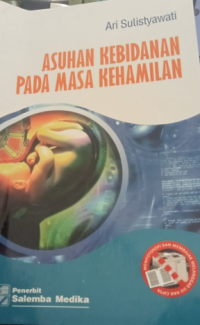 Ari Sulistyawati
ASUHAN KEBIDANAN
PADA MASA KEHAMILAN
Penerbit
Salemba Medika